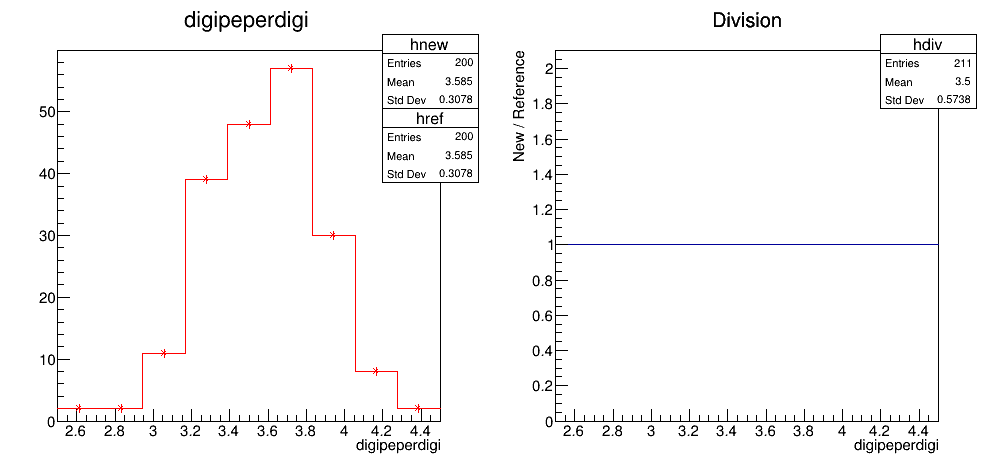 digipeperdigi
hnew
Entries 200
Mean 3.585
Std Dev 0.3078
href
Entries 200
Mean 3.585
Std Dev 0.3078
50
40
30
20
10
0
2.6 2.8 3 3.2 3.4 3.6 3.8 4 4.2 4.4
digipeperdigi
Division
hdiv
Entries 211
Mean 3.5
Std Dev 0.5738
New / Reference
2
1.8
1.6
1.4
1.2
1
0.8
0.6
0.4
0.2
0
2.6 2.8 3 3.2 3.4 3.6 3.8 4 4.2 4.4
digipeperdigi